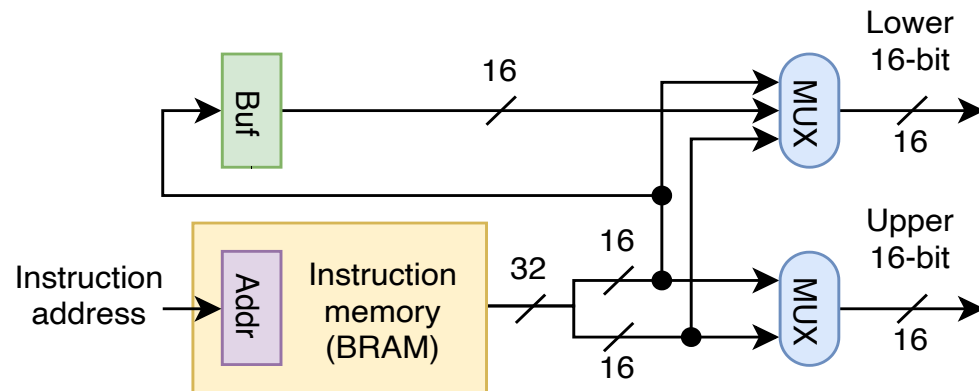 Lower
16-bit
16
Buf
MUX
16
Upper
16-bit
16
32
Instruction
address
Addr
Instruction
memory
(BRAM)
MUX
16
16